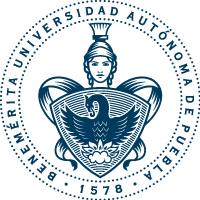 BENEMÉRITA UNIVERSIDAD AUTÓNOMA DE PUEBLA
· 1578 ·